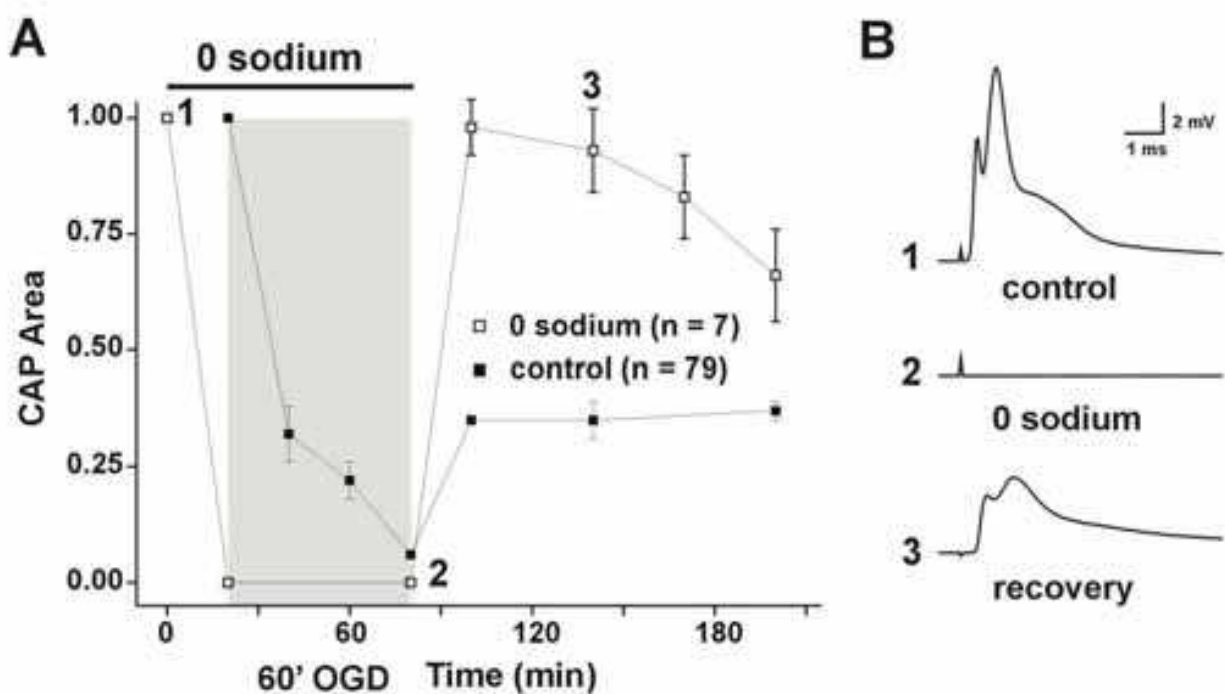 A
0 sodium
1
3
1.00
0.75
0.50
0.25
0.00
CAP Area
0 sodium (n = 7)
control (n = 79)
2
0
60
120
180
60' OGD
Time (min)
B
2 mV
1 ms
1
control
2
0 sodium
3
recovery